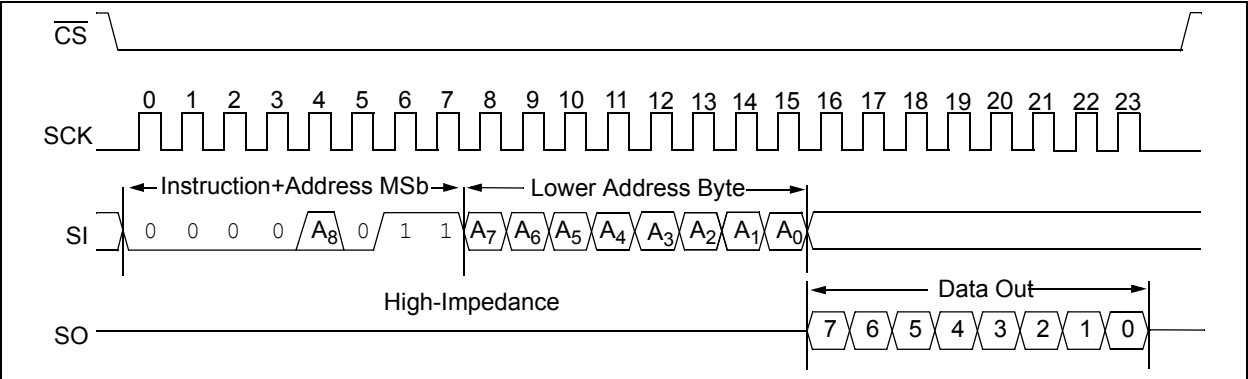 CS
0 1 2 3 4 5 6 7 8 9 10 11 12 13 14 15 16 17 18 19 20 21 22 23
SCK
Instruction+Address MSb Lower Address Byte
SI 0 0 0 0 A8 0 1 1 A7 A6 A5 A4 A3 A2 A1 A0
High-Impedance Data Out
SO 7 6 5 4 3 2 1 0